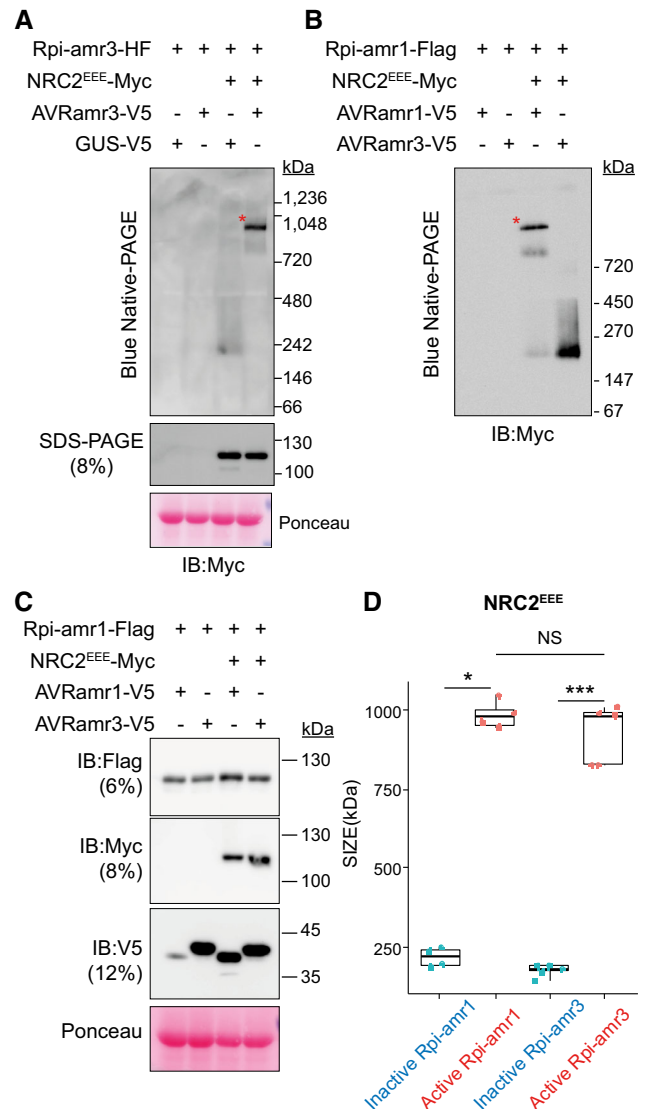 A
Rpi-amr3-HF + + + +
NRC2EEE-Myc + +
AVRamr3-V5 - + - +
GUS-V5 + - + -
kDa
Blue Native-PAGE
*
1,236
1,048
720
480
242
146
66
SDS-PAGE
(8%)
130
100
Ponceau
IB:Myc
B
Rpi-amr1-Flag + + + +
NRC2EEE-Myc + +
AVRamr1-V5 + - + -
AVRamr3-V5 - + - +
kDa
Blue Native-PAGE
*
720
450
270
147
67
IB:Myc
C
Rpi-amr1-Flag + + + +
NRC2EEE-Myc + +
AVRamr1-V5 + - + -
AVRamr3-V5 - + - +
kDa
IB:Flag
(6%)
130
IB:Myc
(8%)
130
100
IB:V5
(12%)
45
35
Ponceau
D
NRC2EEE
NS
*
***
SIZE(kDa)
1000
750
500
250
Inactive Rpi-amr1
Active Rpi-amr1
Inactive Rpi-amr3
Active Rpi-amr3